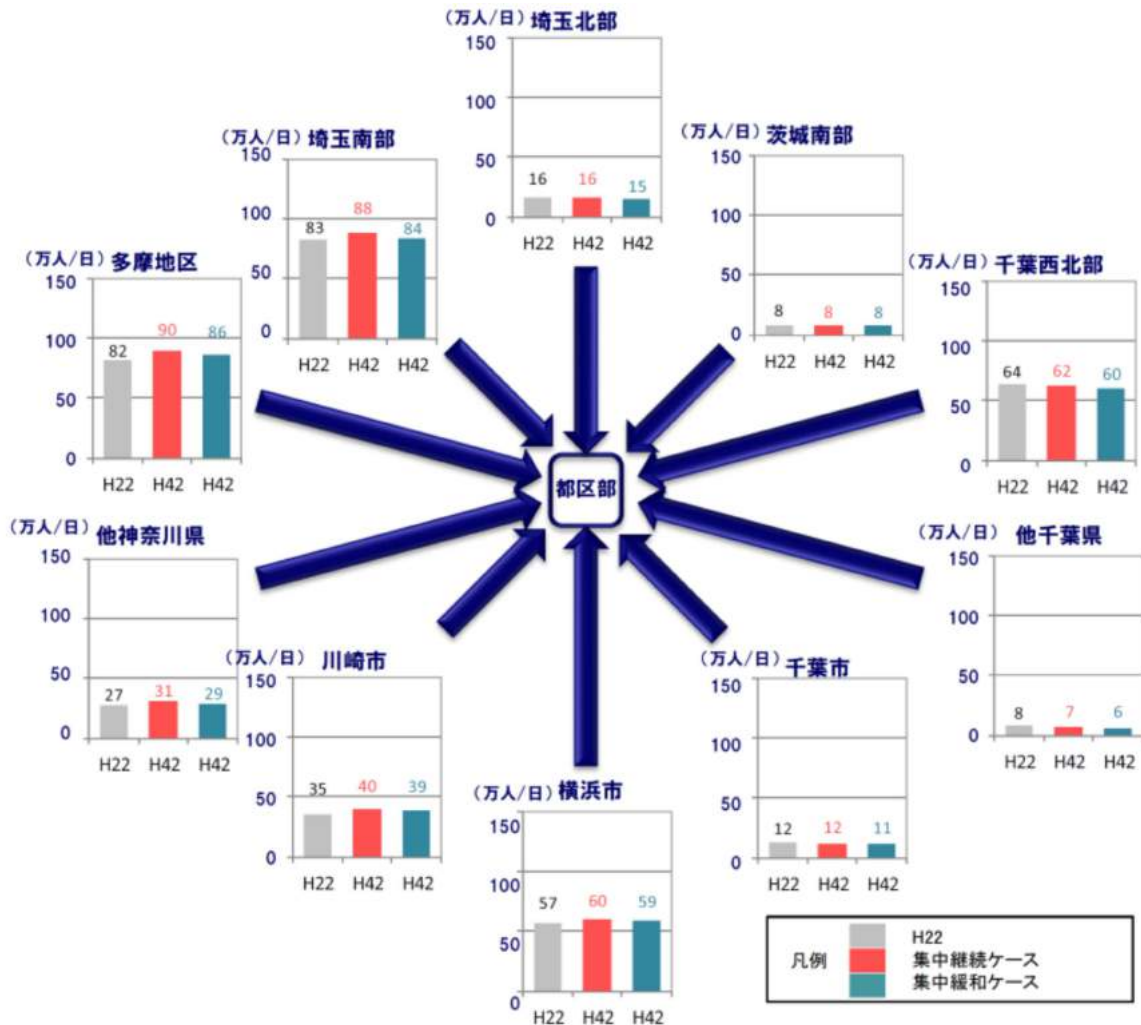 埼玉北部
(万人/日)
150
100
50
0
16
16
15
H22
H42
H42
(万人/日)
埼玉南部
150
100
50
0
83
88
84
H22
H42
H42
(万人/日)
茨城南部
150
100
50
0
8
8
8
H22
H42
H42
(万人/日)
多摩地区
150
100
50
0
82
90
86
H22
H42
H42
(万人/日)
千葉西北部
150
100
50
0
64
62
60
H22
H42
H42
都区部
(万人/日)
他神奈川県
150
100
50
0
27
31
29
H22
H42
H42
(万人/日)
他千葉県
150
100
50
0
8
7
6
H22
H42
H42
(万人/日)
川崎市
150
100
50
0
35
40
39
H22
H42
H42
(万人/日)
千葉市
150
100
50
0
12
12
11
H22
H42
H42
(万人/日)
横浜市
150
100
50
0
57
60
59
H22
H42
H42
凡例
H22
集中継続ケース
集中緩和ケース